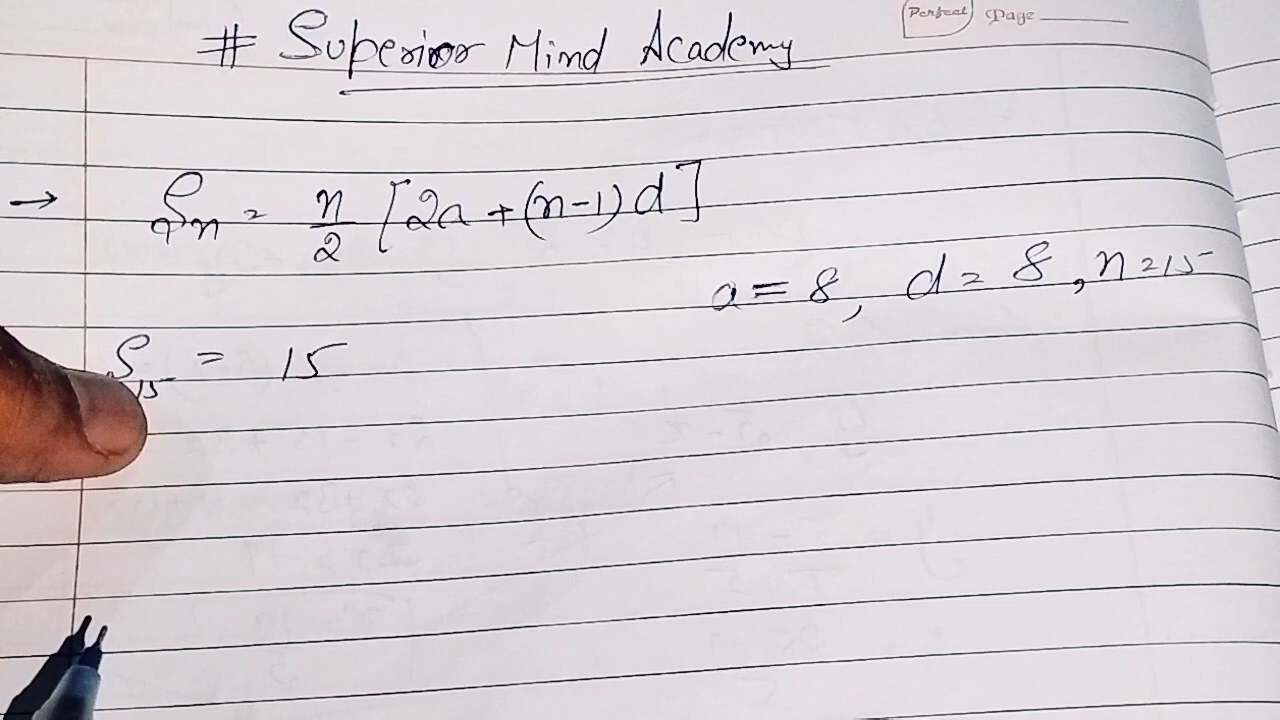 Perfect Page
# Superior Mind Academy
→ Sn = n/2 [2a + (n-1) d]
a = 8, d = 8, n = 15
S15 = 15